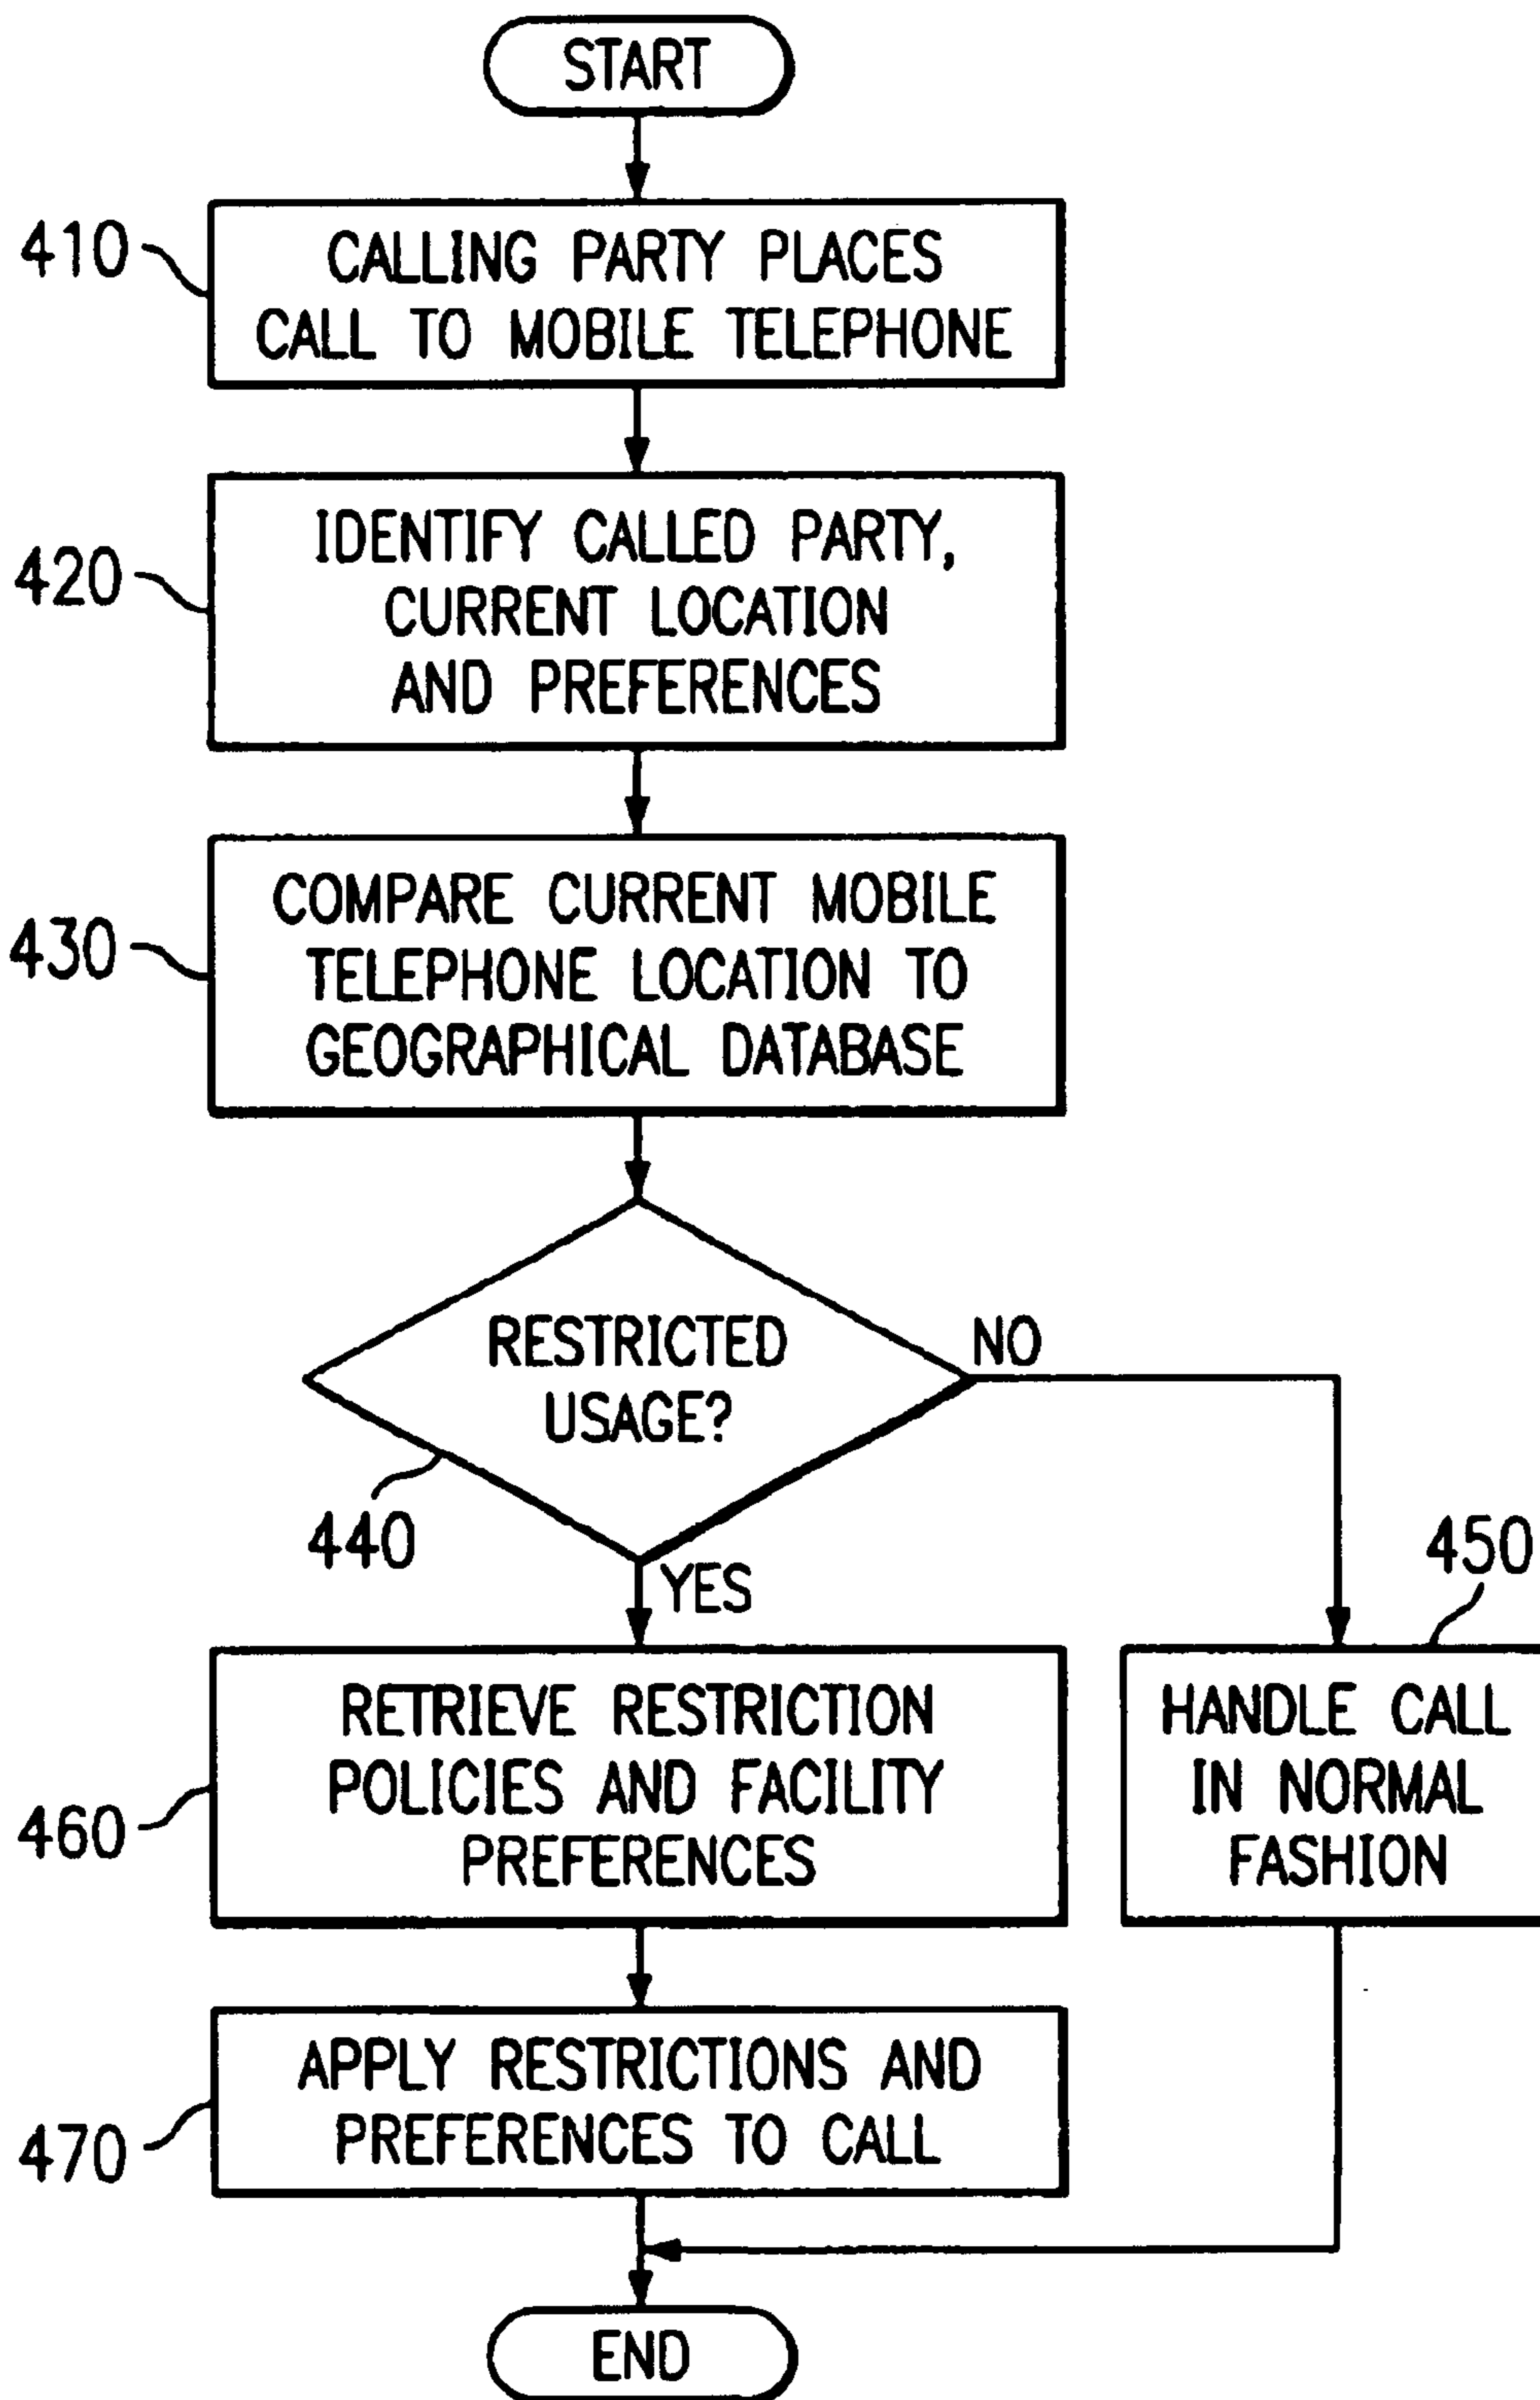 START
410
CALLING PARTY PLACES
CALL TO MOBILE TELEPHONE
420
IDENTIFY CALLED PARTY,
CURRENT LOCATION
AND PREFERENCES
430
COMPARE CURRENT MOBILE
TELEPHONE LOCATION TO
GEOGRAPHICAL DATABASE
RESTRICTED
USAGE?
NO
440
YES
450
460
RETRIEVE RESTRICTION
POLICIES AND FACILITY
PREFERENCES
HANDLE CALL
IN NORMAL
FASHION
470
APPLY RESTRICTIONS AND
PREFERENCES TO CALL
END